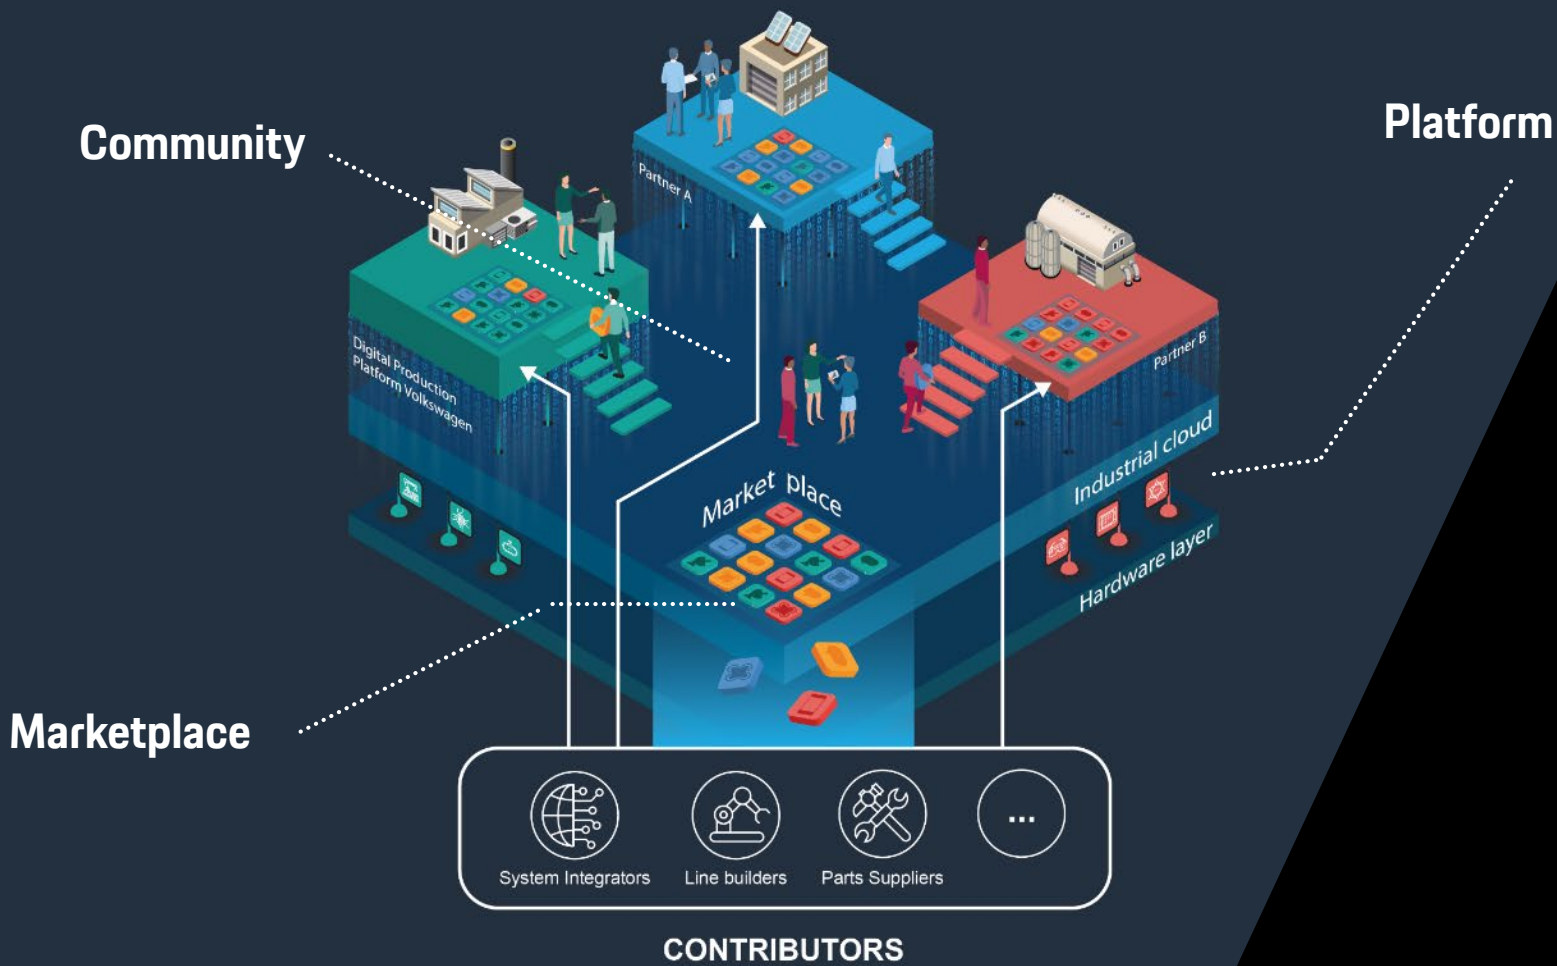 Community
Platform
Partner A
Digital Production
Platform Volkswagen
Partner B
Industrial cloud
Hardware layer
Market place
Marketplace
System Integrators
Line builders
Parts Suppliers
...
CONTRIBUTORS